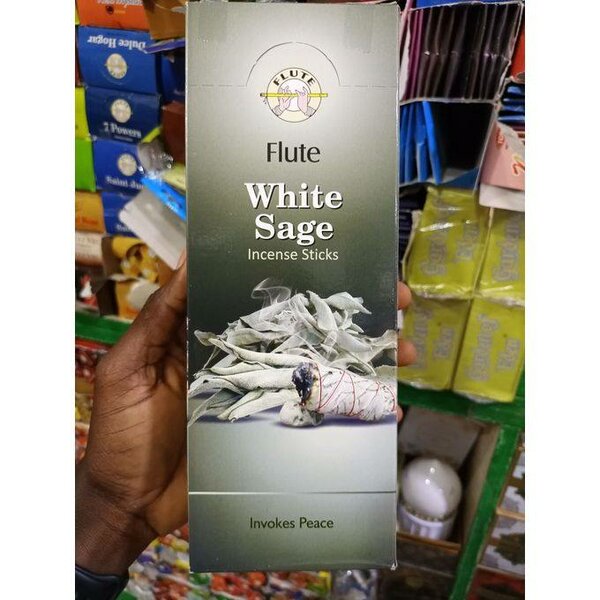 FLUTE
Flute
White
Sage
Incense Sticks
Invokes Peace
Dulce Hogar
7 Powers